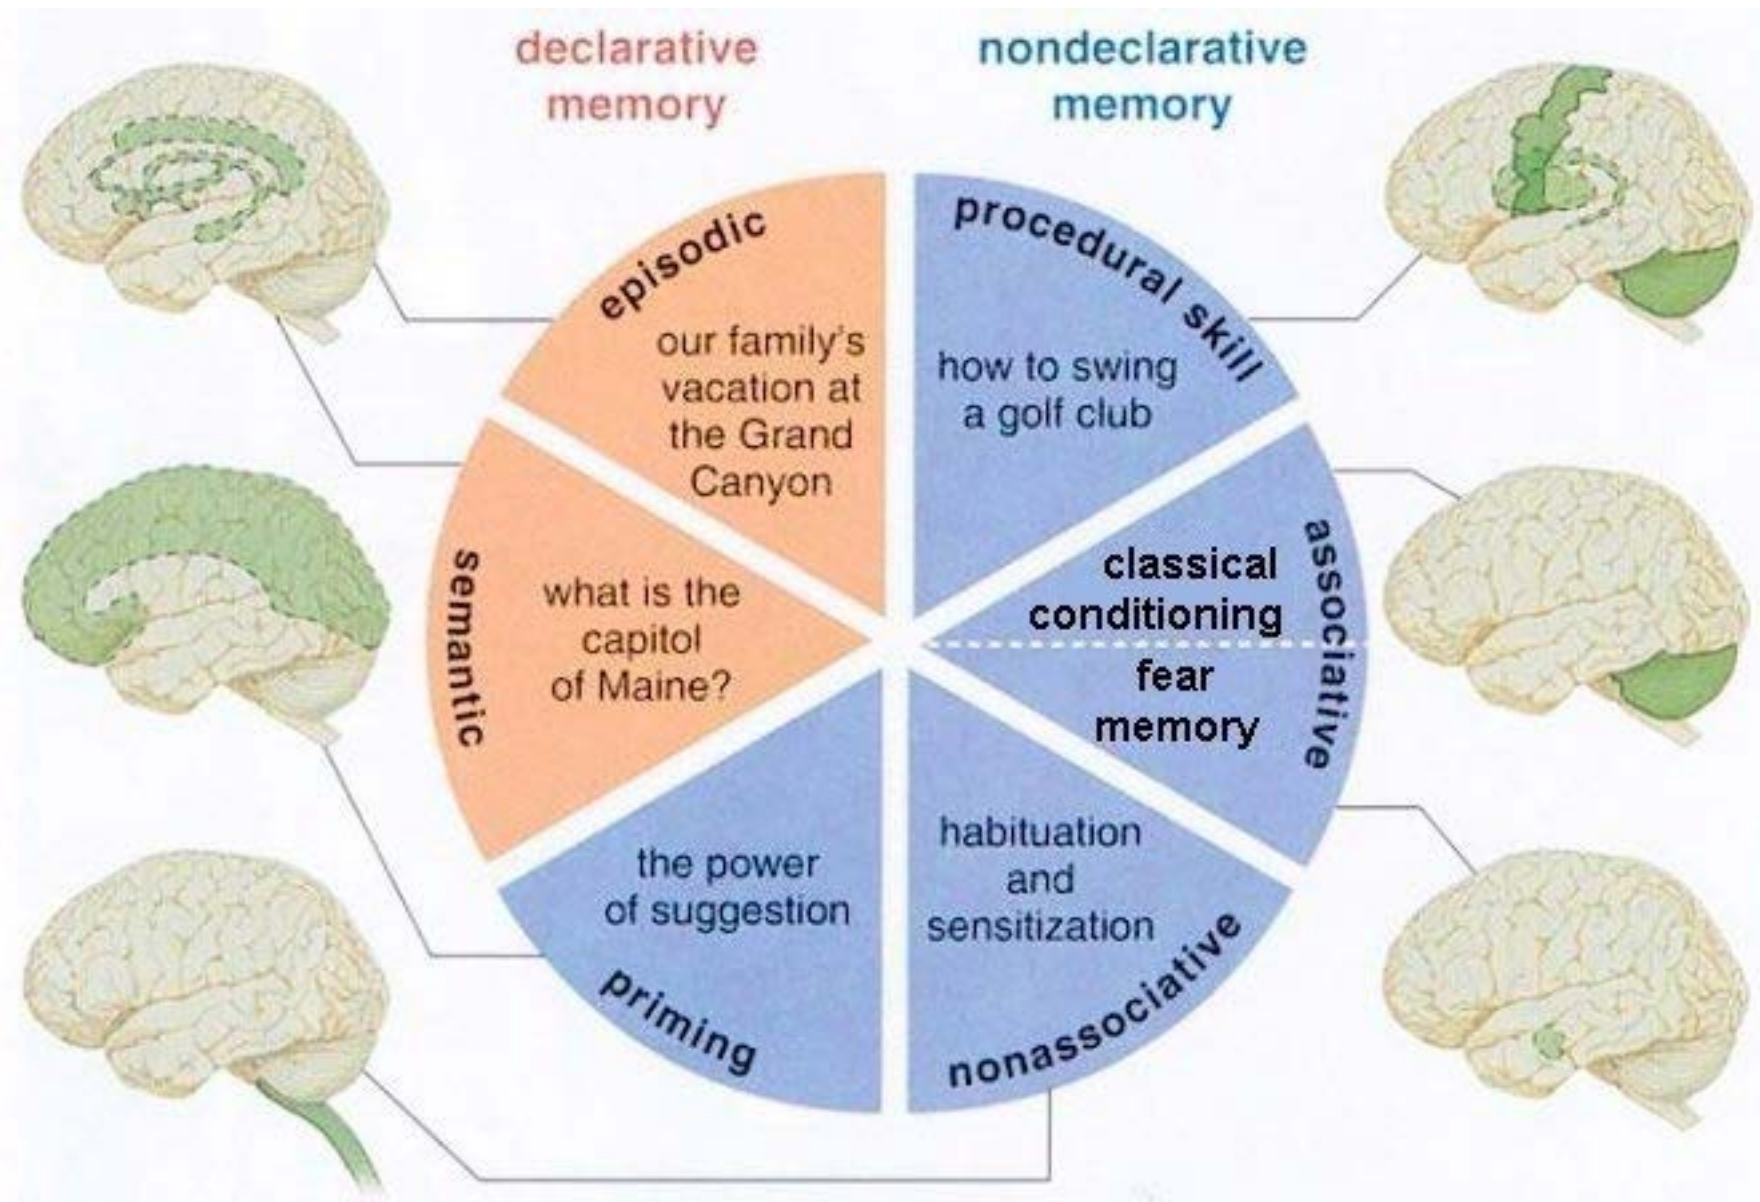 declarative
memory
nondeclarative
memory
episodic
our family's
vacation at
the Grand
Canyon
procedural skill
how to swing
a golf club
semantic
what is the
capitol
of Maine?
associative
classical
conditioning
fear
memory
the power
of suggestion
priming
habituation
and
sensitization
nonassociative